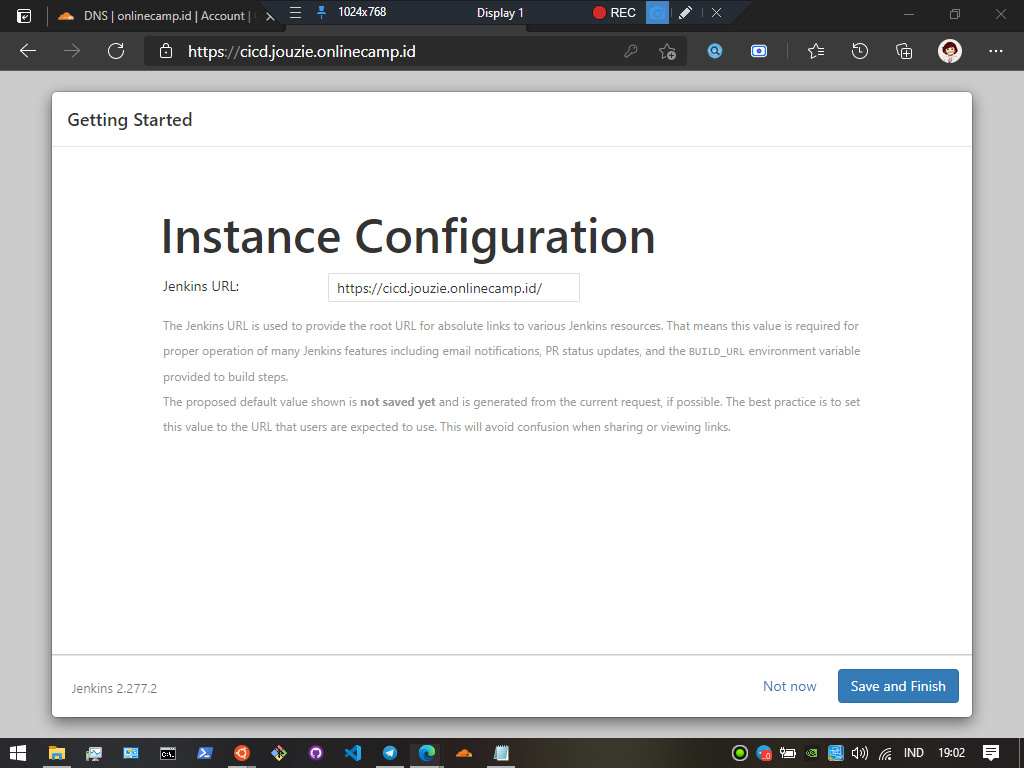 DNS | onlinecamp.id | Account |
1024x768
Display 1
REC
https://cicd.jouzie.onlinecamp.id
Getting Started
Instance Configuration
Jenkins URL:
https://cicd.jouzie.onlinecamp.id/
The Jenkins URL is used to provide the root URL for absolute links to various Jenkins resources. That means this value is required for
proper operation of many Jenkins features including email notifications, PR status updates, and the BUILD_URL environment variable
provided to build steps.
The proposed default value shown is not saved yet and is generated from the current request, if possible. The best practice is to set
this value to the URL that users are expected to use. This will avoid confusion when sharing or viewing links.
Jenkins 2.277.2
Not now
Save and Finish
IND
19:02